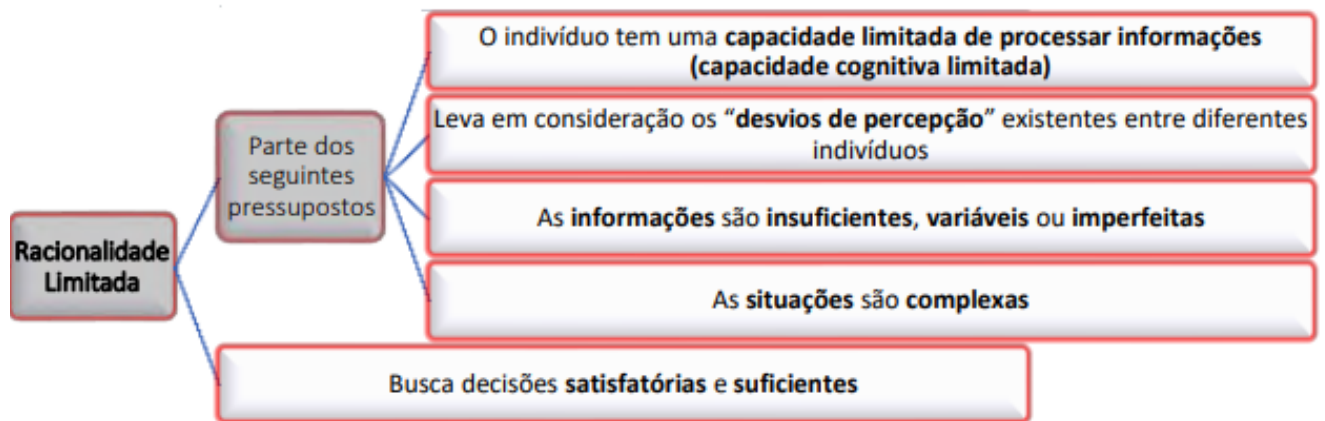 Racionalidade
Limitada
Parte dos
seguintes
pressupostos
O indivíduo tem uma capacidade limitada de processar informações
(capacidade cognitiva limitada)
Leva em consideração os “desvios de percepção” existentes entre diferentes
indivíduos
As informações são insuficientes, variáveis ou imperfeitas
As situações são complexas
Busca decisões satisfatórias e suficientes